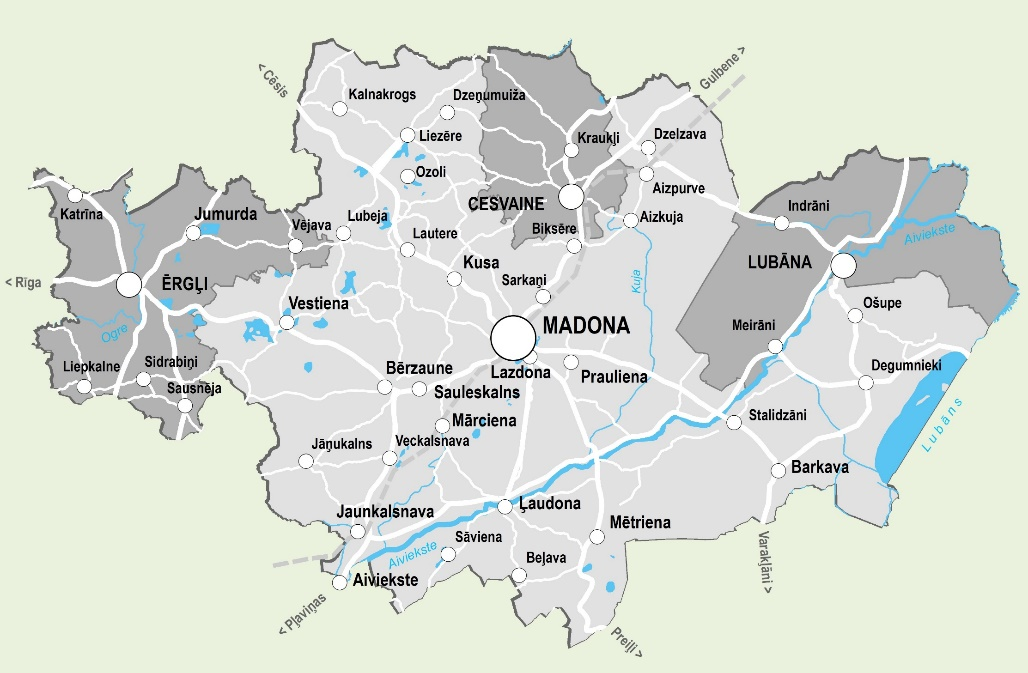 < Cēsis
Gulbene >
Kalnakrogs
Dzeņumuiža
Liezēre
Kraukļi
Dzelzava
Ozoli
Aizpurve
Katrīna
Jumurda
Vējava
Lubeja
CESVAINE
Aizkuja
Indrāni
Lautere
Biksēre
Aiviekste
Kusa
LUBĀNA
< Rīga
ĒRGĻI
Sarkaņi
Kuja
Vestiena
Ošupe
Ogre
MADONA
Meirāni
Liepkalne
Sidrabiņi
Bērzaune
Lazdona
Prauliena
Degumnieki
Sausnēja
Sauleskalns
Mārciena
Stalidzāni
Lubāns
Jāņukalns
Veckalsnava
Barkava
Jaunkalsnava
Ļaudona
Mētriena
Sāviena
Aiviekste
Beļava
Varakļāni >
Aiviekste
< Pļaviņas
Preiļi >